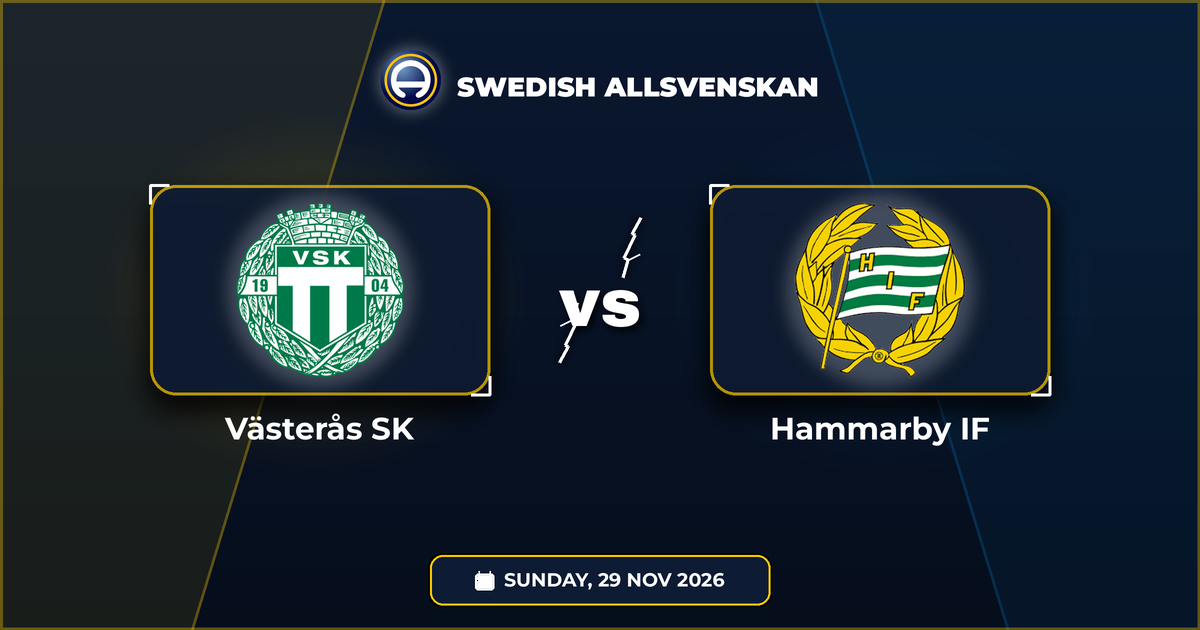 SWEDISH ALLSVENSKAN
VSK
19 04
H
I
F
VS
Västerås SK
Hammarby IF
SUNDAY, 29 NOV 2026